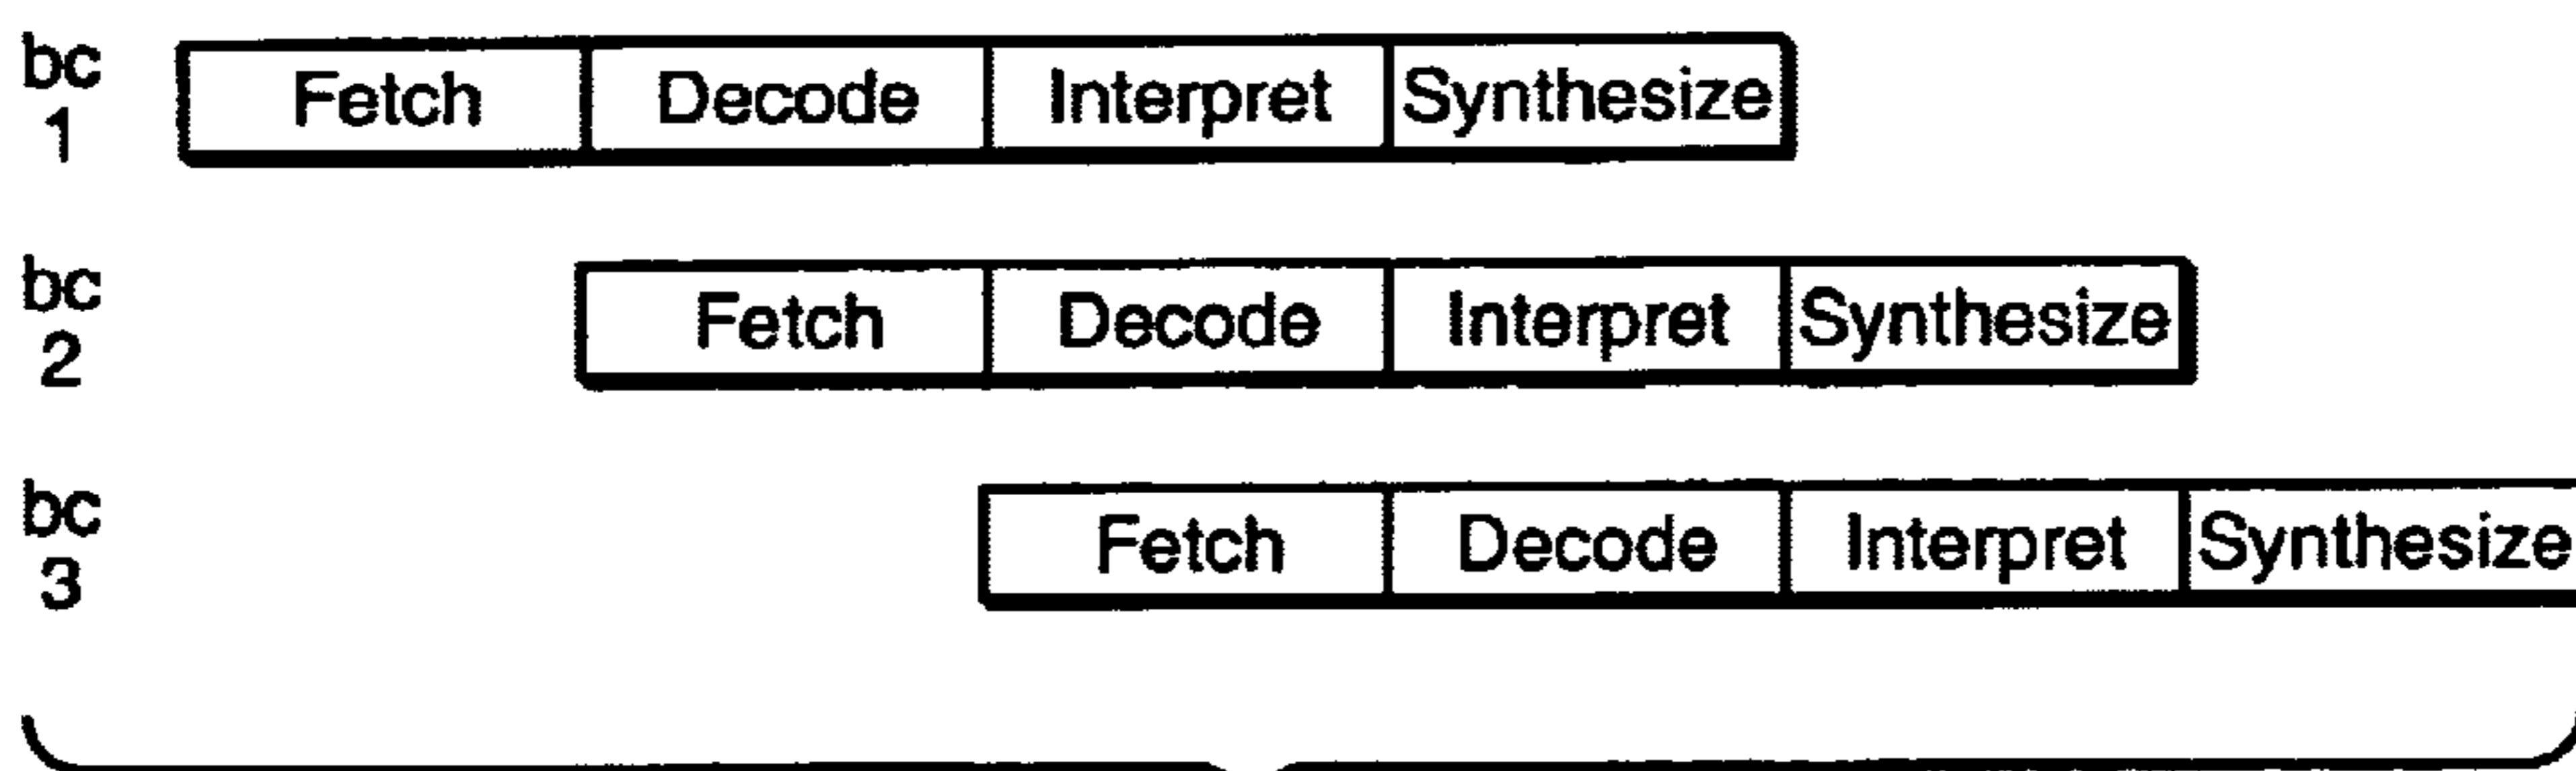 bc
1
Fetch Decode Interpret Synthesize
bc
2
Fetch Decode Interpret Synthesize
bc
3
Fetch Decode Interpret Synthesize